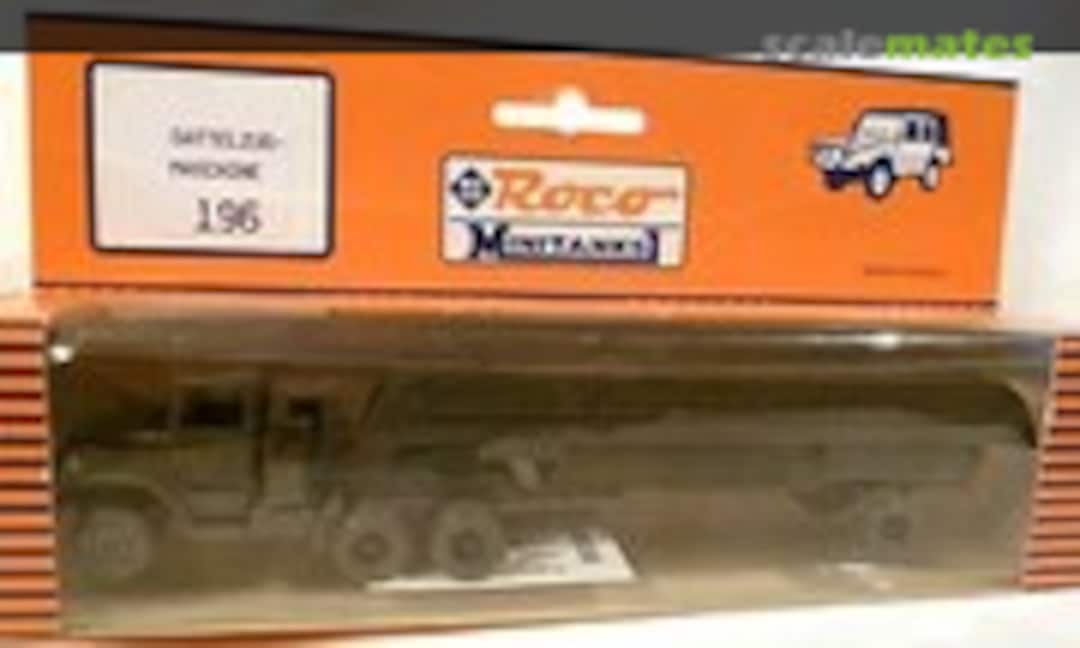 scalemates
SATTELZUG-
MASCHINE
196
Roco
MINITANKS